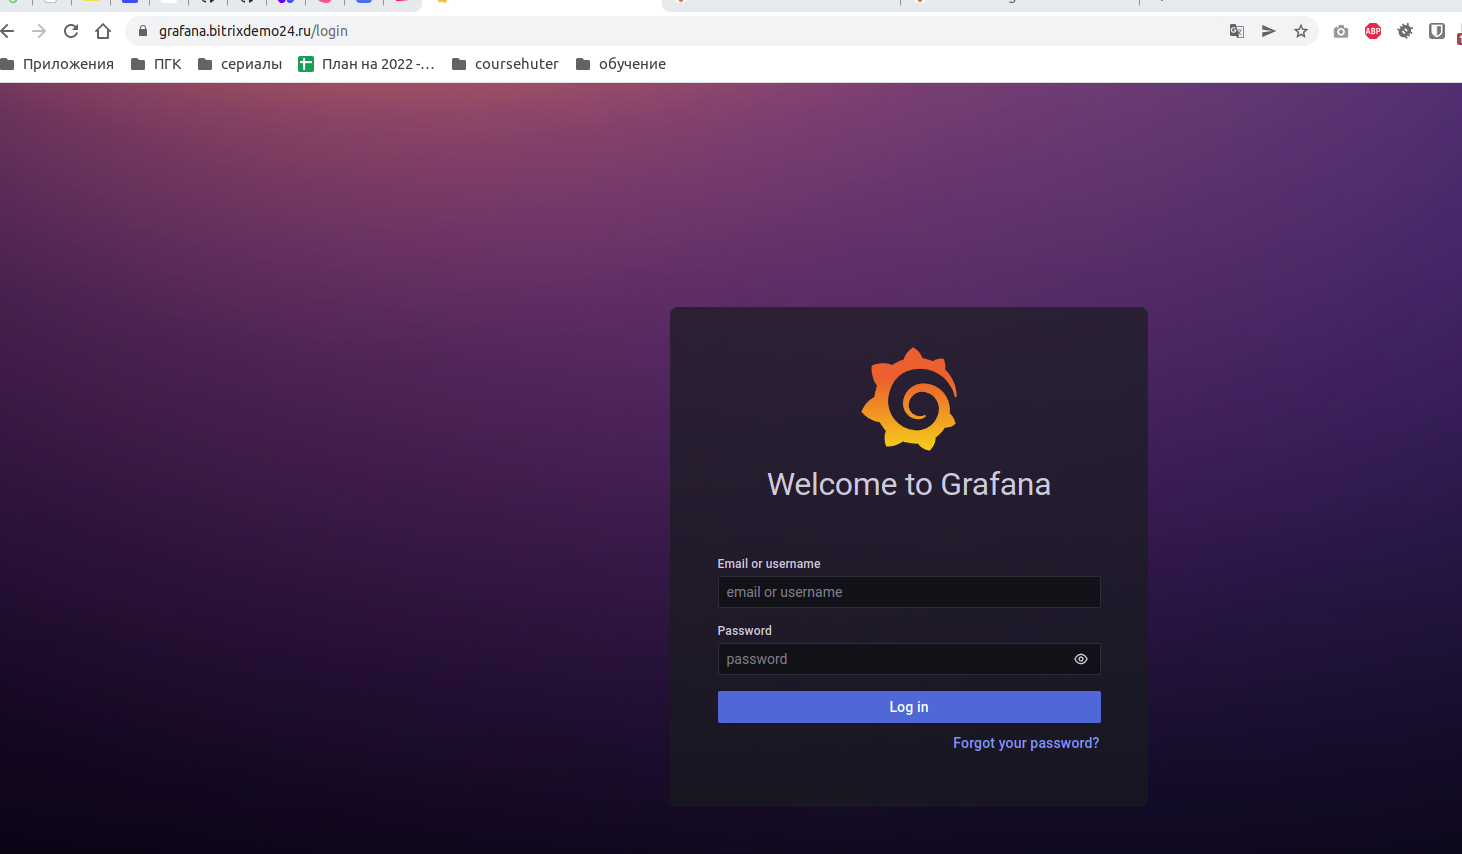 grafana.bitrixdemo24.ru/login
ABP
Приложения ПГК сериалы План на 2022 -... coursehuter обучение
Welcome to Grafana
Email or username
email or username
Password
password
Log in
Forgot your password?